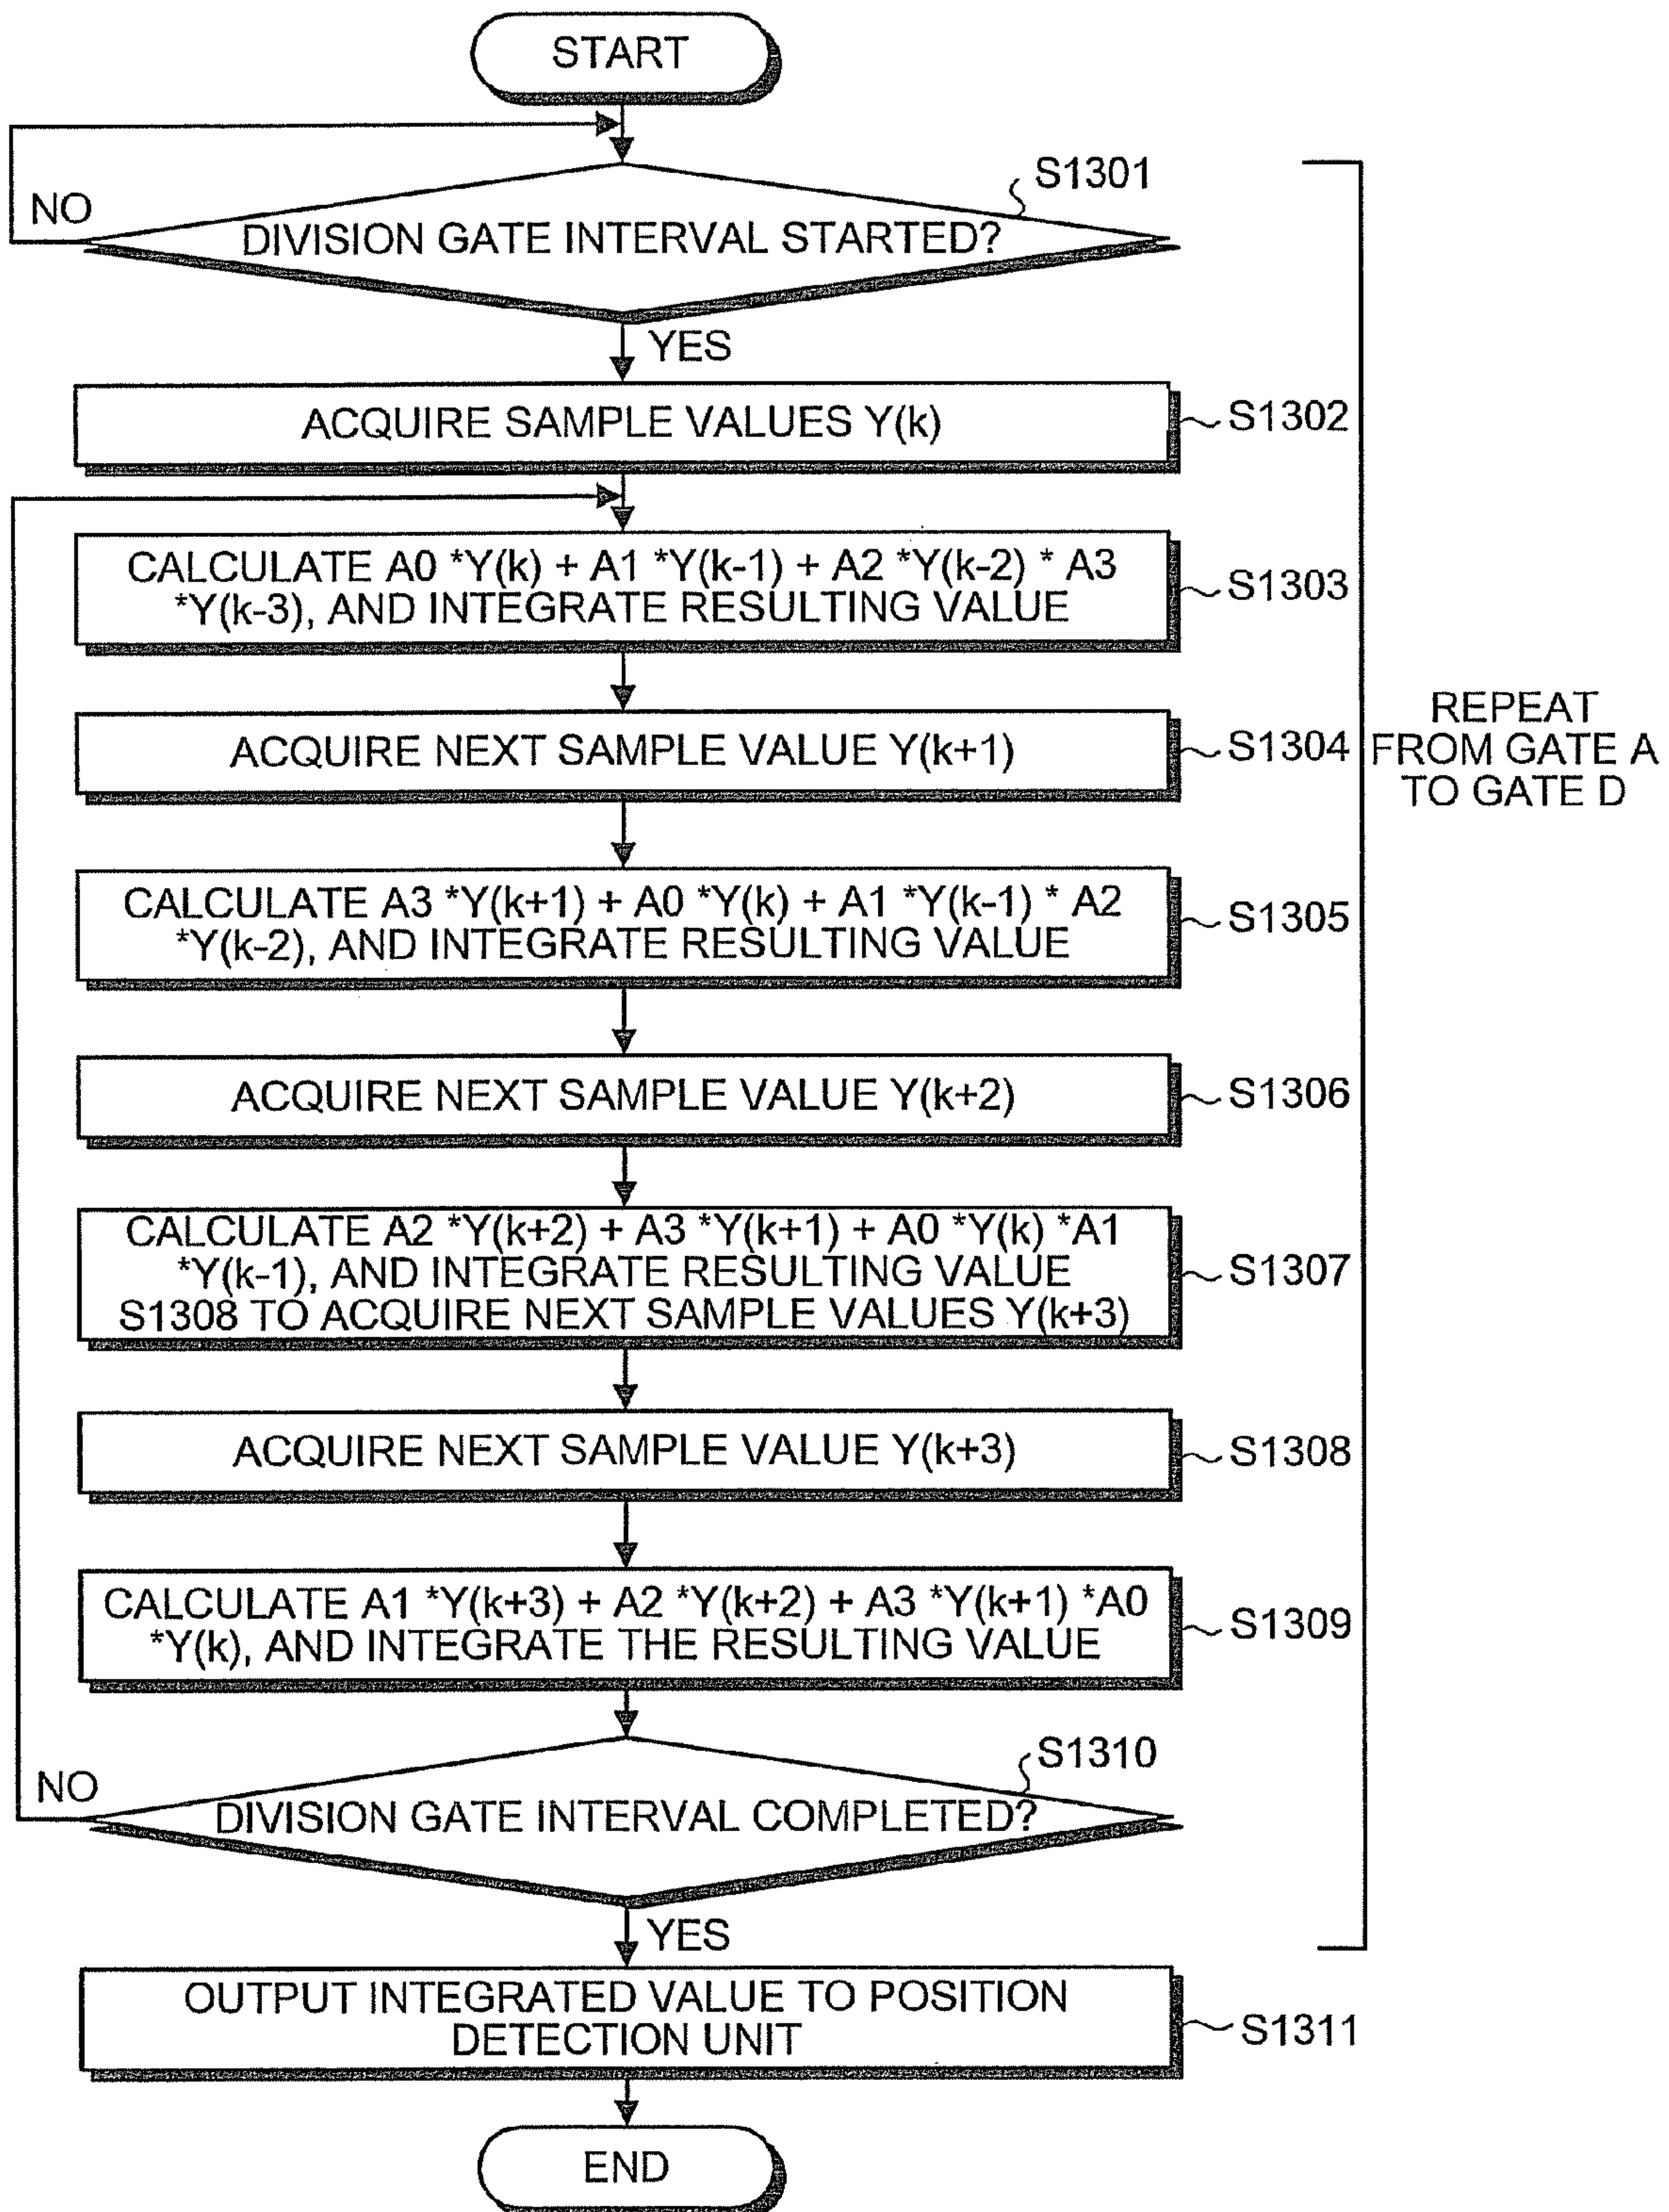 START
NO
S1301
DIVISION GATE INTERVAL STARTED?
YES
ACQUIRE SAMPLE VALUES Y(k)
S1302
CALCULATE A0 *Y(k) + A1 *Y(k-1) + A2 *Y(k-2) * A3
*Y(k-3), AND INTEGRATE RESULTING VALUE
S1303
ACQUIRE NEXT SAMPLE VALUE Y(k+1)
S1304
REPEAT
FROM GATE A
TO GATE D
CALCULATE A3 *Y(k+1) + A0 *Y(k) + A1 *Y(k-1) * A2
*Y(k-2), AND INTEGRATE RESULTING VALUE
S1305
ACQUIRE NEXT SAMPLE VALUE Y(k+2)
S1306
CALCULATE A2 *Y(k+2) + A3 *Y(k+1) + A0 *Y(k) *A1
*Y(k-1), AND INTEGRATE RESULTING VALUE
S1308 TO ACQUIRE NEXT SAMPLE VALUES Y(k+3)
S1307
ACQUIRE NEXT SAMPLE VALUE Y(k+3)
S1308
CALCULATE A1 *Y(k+3) + A2 *Y(k+2) + A3 *Y(k+1) *A0
*Y(k), AND INTEGRATE THE RESULTING VALUE
S1309
S1310
NO
DIVISION GATE INTERVAL COMPLETED?
YES
OUTPUT INTEGRATED VALUE TO POSITION
DETECTION UNIT
S1311
END